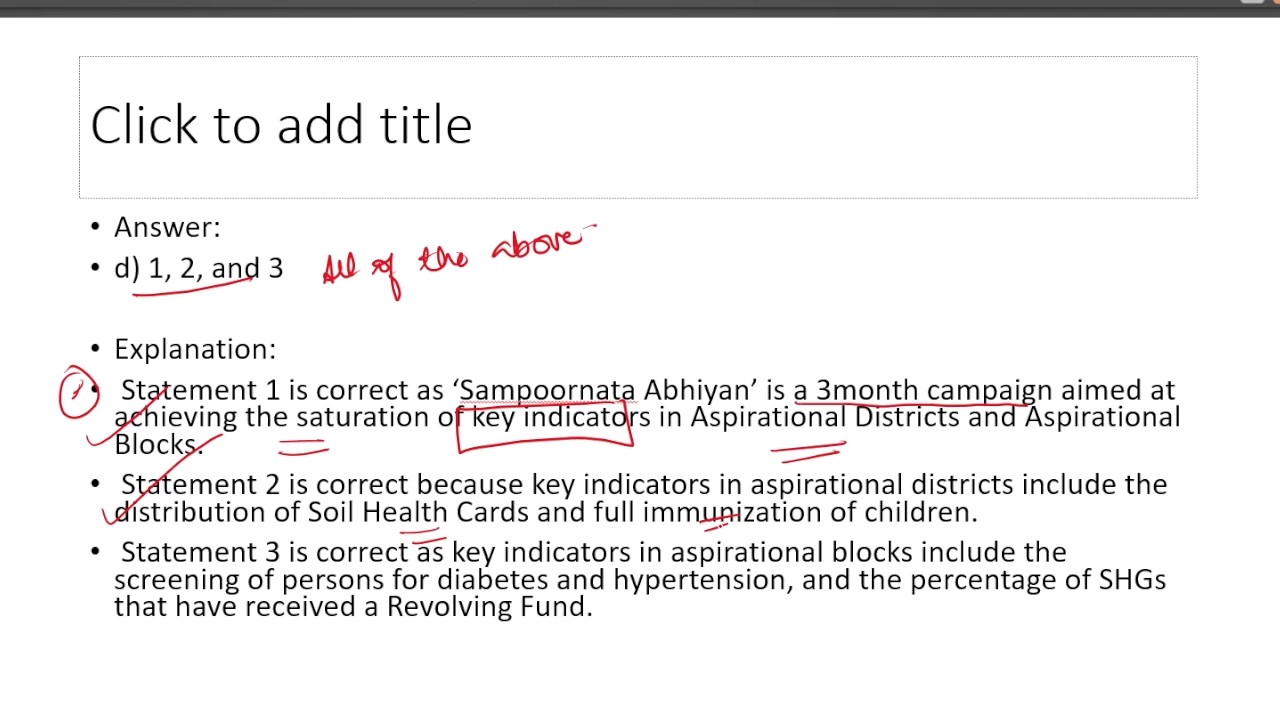 Click to add title
• Answer:
• d) 1, 2, and 3 All of the above
• Explanation:
• Statement 1 is correct as ‘Sampoornata Abhiyan’ is a 3month campaign aimed at
achieving the saturation of key indicators in Aspirational Districts and Aspirational
Blocks.
• Statement 2 is correct because key indicators in aspirational districts include the
distribution of Soil Health Cards and full immunization of children.
• Statement 3 is correct as key indicators in aspirational blocks include the
screening of persons for diabetes and hypertension, and the percentage of SHGs
that have received a Revolving Fund.